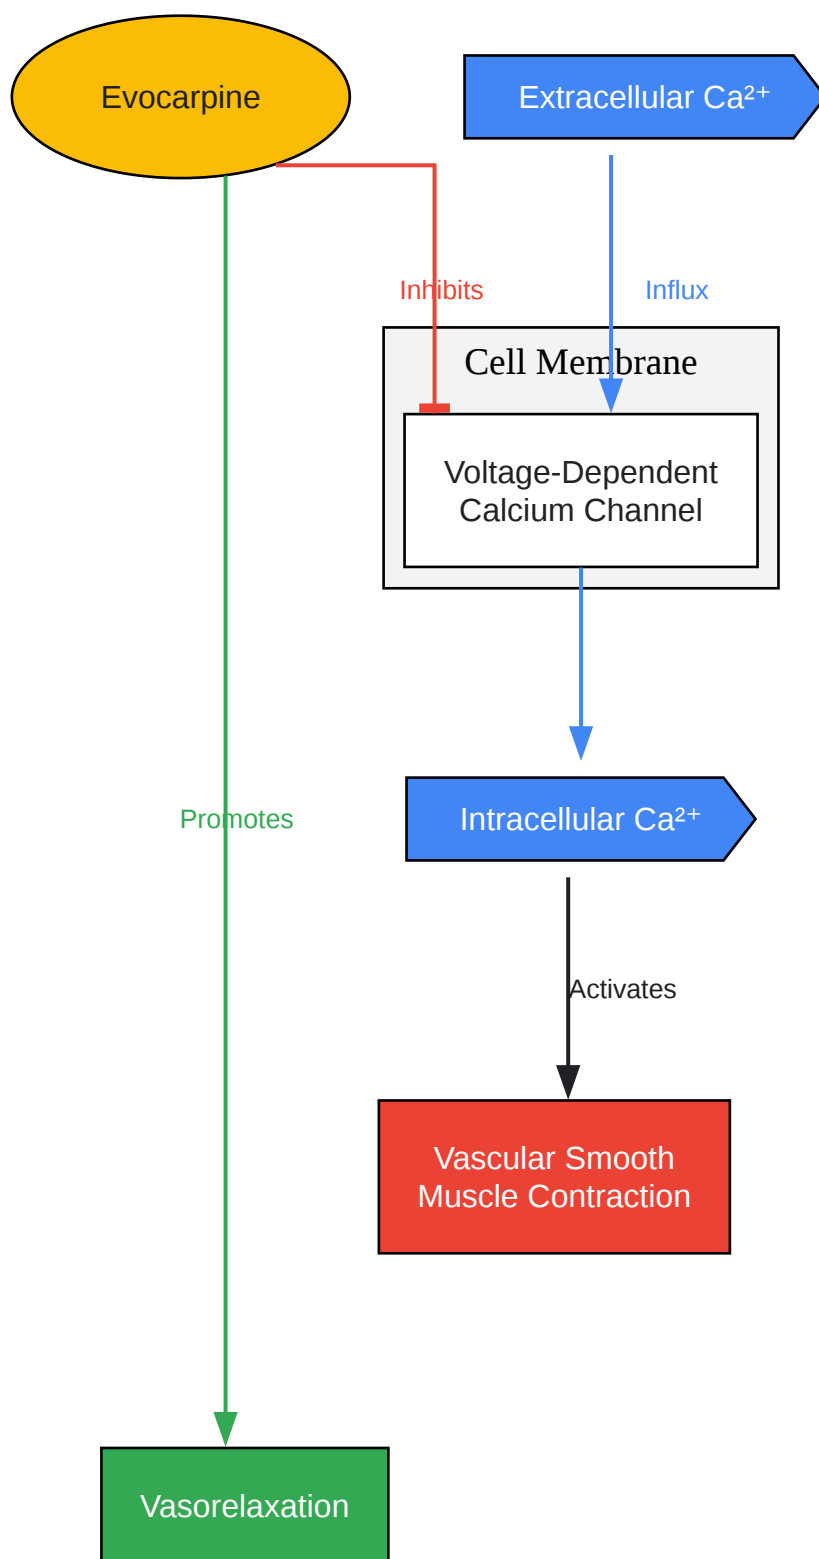 Evocarpine
Extracellular Ca²⁺
Inhibits
Influx
Cell Membrane
Voltage-Dependent
Calcium Channel
Promotes
Intracellular Ca²⁺
Activates
Vascular Smooth
Muscle Contraction
Vasorelaxation